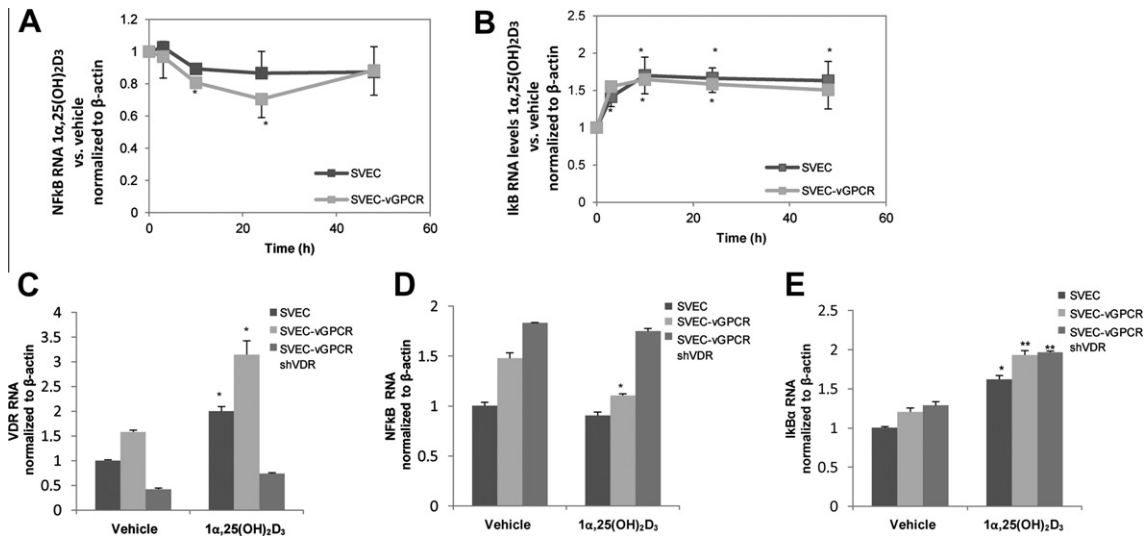 A
NFkB RNA 1α,25(OH)₂D₃
vs. vehicle
normalized to β-actin
1.2
1
0.8
0.6
0.4
0.2
0
*
*
SVEC
SVEC-vGPCR
0
20
40
60
Time (h)
B
IkB RNA levels 1α,25(OH)₂D₃
vs. vehicle
normalized to β-actin
2.5
2
1.5
1
0.5
0
*
*
*
*
*
*
SVEC
SVEC-vGPCR
0
20
40
60
Time (h)
C
VDR RNA
normalized to β-actin
4
3.5
3
2.5
2
1.5
1
0.5
0
*
*
SVEC
SVEC-vGPCR
SVEC-vGPCR
shVDR
Vehicle
1α,25(OH)₂D₃
D
NFkB RNA
normalized to β-actin
2
1.5
1
0.5
0
*
SVEC
SVEC-vGPCR
SVEC-vGPCR
shVDR
Vehicle
1α,25(OH)₂D₃
E
IkBα RNA
normalized to β-actin
2.5
2
1.5
1
0.5
0
*
**
**
SVEC
SVEC-vGPCR
SVEC-vGPCR
shVDR
Vehicle
1α,25(OH)₂D₃